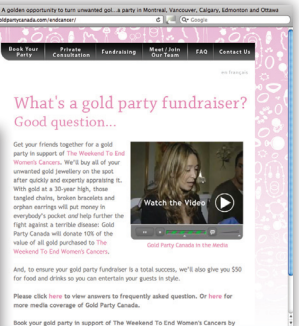 A golden opportunity to turn unwanted gol...a party in Montreal, Vancouver, Calgary, Edmonton and Ottawa
oldpartycanada.com/endcancer/
Google
Book Your Party
Private Consultation
Fundraising
Meet / Join Our Team
FAQ
Contact Us
en français
What's a gold party fundraiser?
Good question...
Get your friends together for a gold
party in support of The Weekend To End
Women's Cancers. We'll buy all of your
unwanted gold jewellery on the spot
after quickly and expertly appraising it.
With gold at a 30-year high, those
tangled chains, broken bracelets and
orphan earrings will put money in
everybody's pocket and help further the
fight against a terrible disease: Gold
Party Canada will donate 10% of the
value of all gold purchased to The
Weekend To End Women's Cancers.
Watch the Video
Gold Party Canada in the Media
And, to ensure your gold party fundraiser is a total success, we'll also give you $50
for food and drinks so you can entertain your guests in style.
Please click here to view answers to frequently asked question. Or here for
more media coverage of Gold Party Canada.
Book your gold party in support of The Weekend To End Women's Cancers by